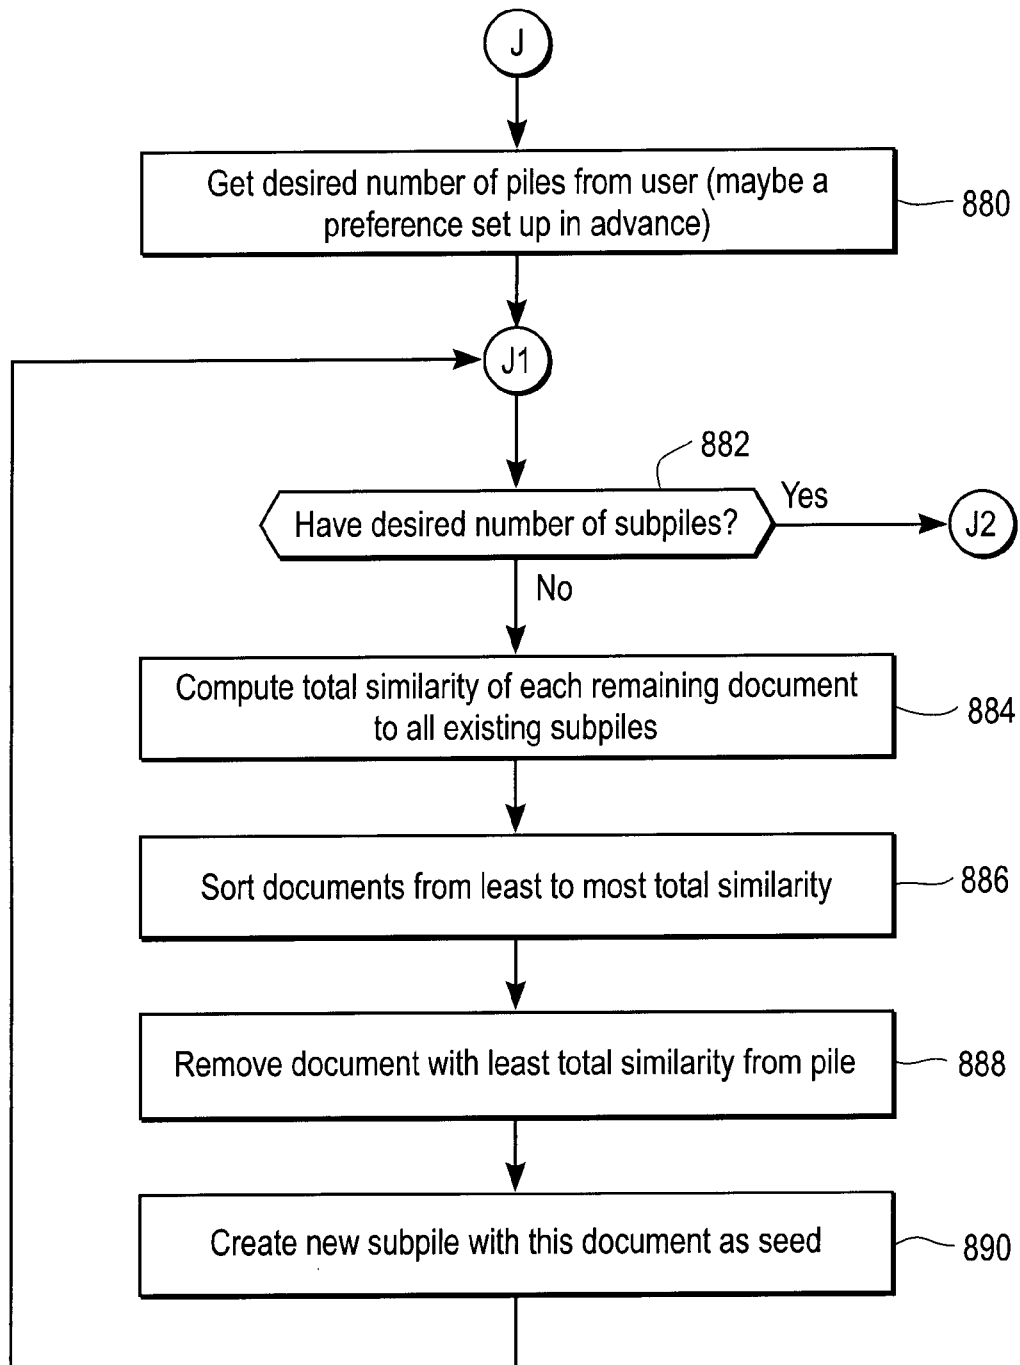 J
Get desired number of piles from user (maybe a
preference set up in advance)
880
J1
882
Have desired number of subpiles?
Yes
J2
No
Compute total similarity of each remaining document
to all existing subpiles
884
Sort documents from least to most total similarity
886
Remove document with least total similarity from pile
888
Create new subpile with this document as seed
890